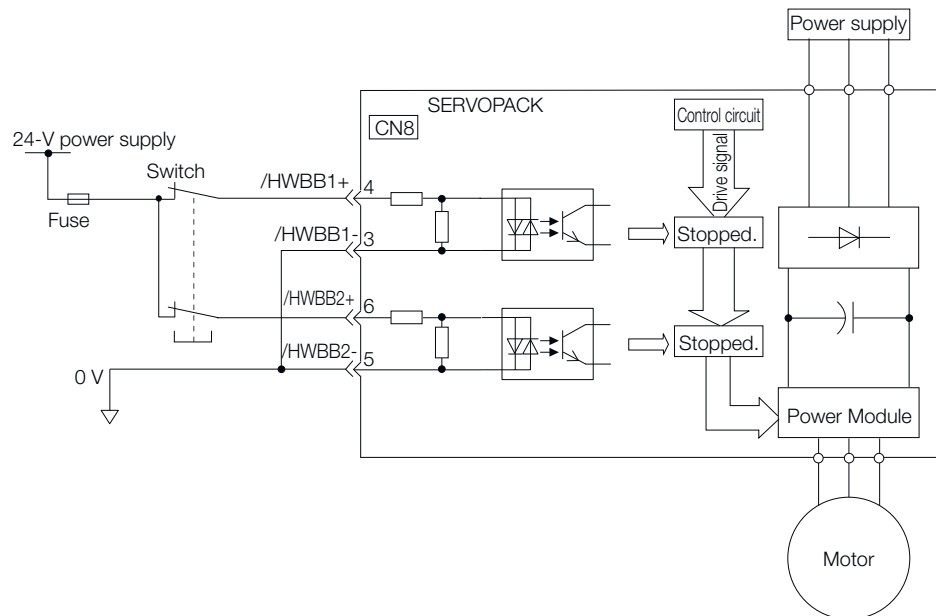 Power supply
SERVOPACK
CN8
Control circuit
24-V power supply
Switch
Fuse
/HWBB1+
4
Drive signal
/HWBB1-
3
Stopped.
/HWBB2+
6
/HWBB2-
5
Stopped.
0 V
Power Module
Motor